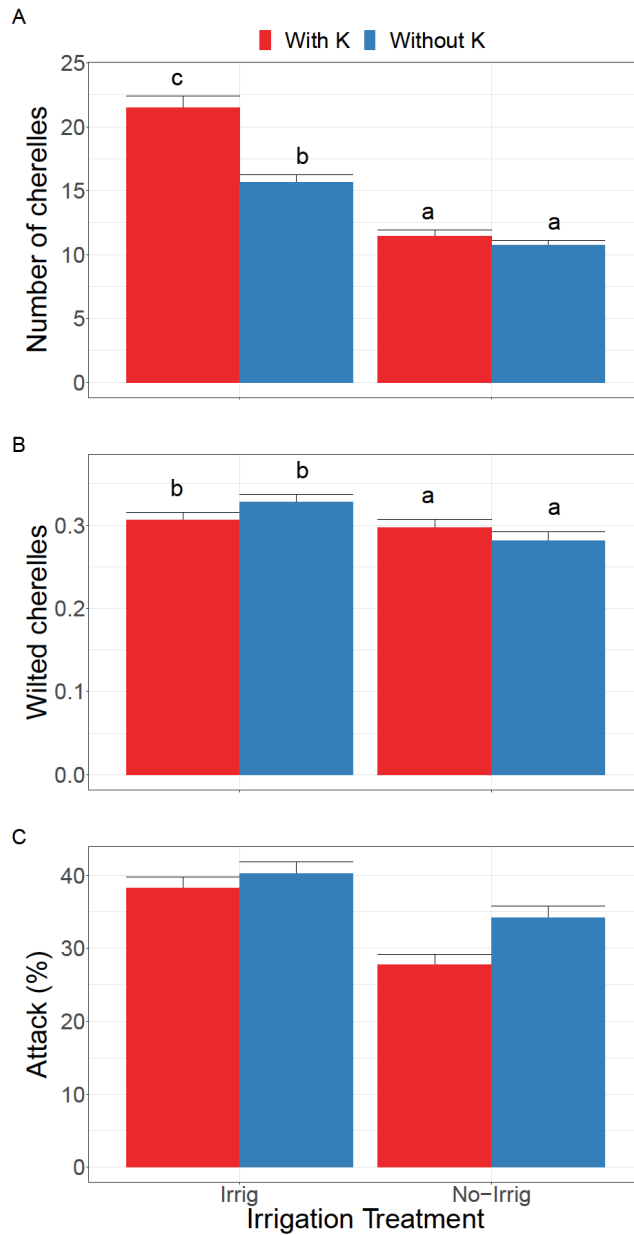 A
With K Without K
Number of cherelles
25
20
15
10
5
0
c
b
a
a
B
Wilted cherelles
0.3
0.2
0.1
0.0
b
b
a
a
C
Attack (%)
40
30
20
10
0
Irrig No−Irrig
Irrigation Treatment